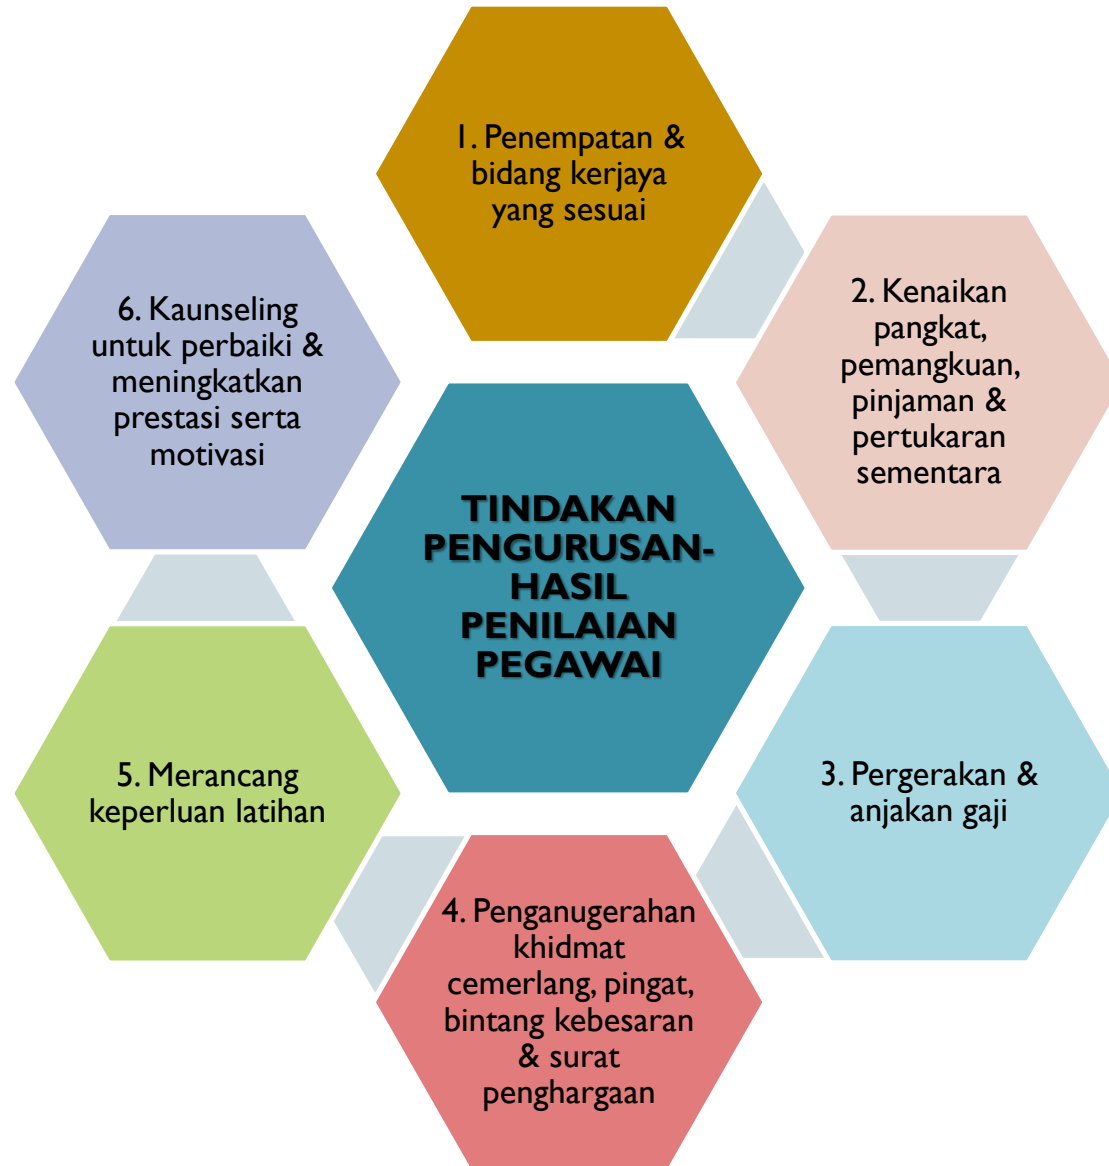 1. Penempatan &
bidang kerjaya
yang sesuai
2. Kenaikan
pangkat,
pemangkuan,
pinjaman &
pertukaran
sementara
3. Pergerakan &
anjakan gaji
4. Penganugerahan
khidmat
cemerlang, pingat,
bintang kebesaran
& surat
penghargaan
5. Merancang
keperluan latihan
6. Kaunseling
untuk perbaiki &
meningkatkan
prestasi serta
motivasi
TINDAKAN
PENGURUSAN-
HASIL
PENILAIAN
PEGAWAI